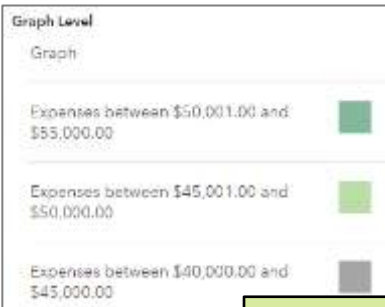 Graph Level
Graph
Expenses between $50,001.00 and
$55,000.00
Expenses between $45,001.00 and
$50,000.00
Expenses between $40,000.00 and
$45,000.00